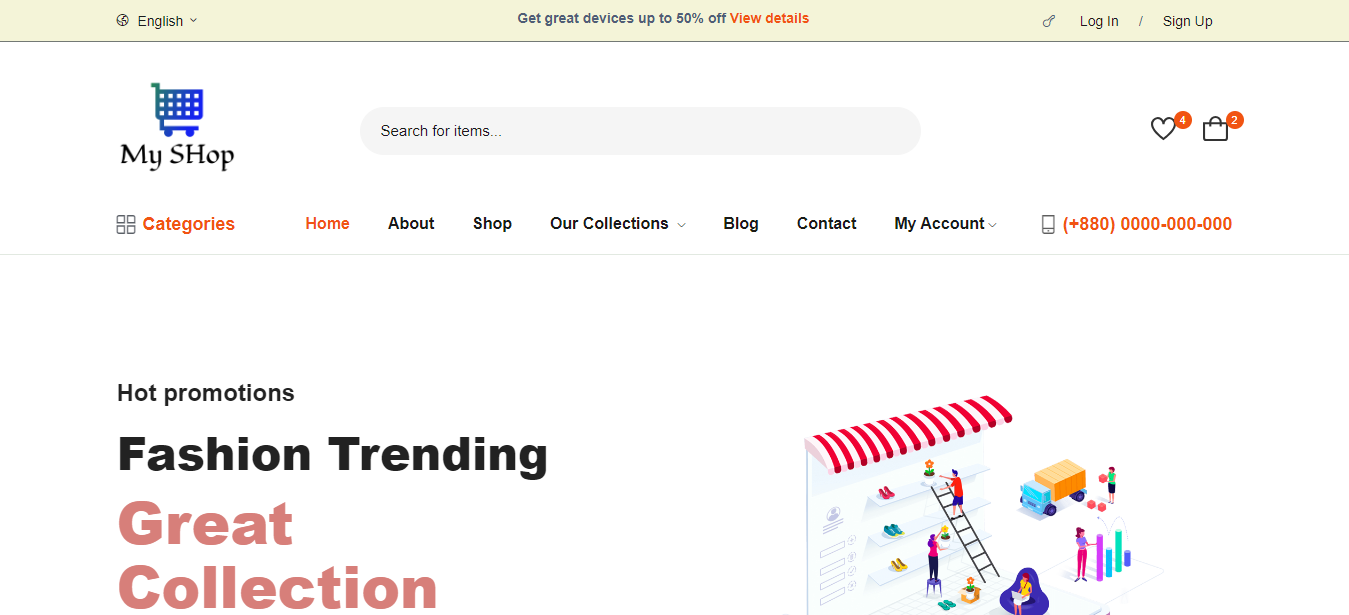 English
Get great devices up to 50% off View details
Log In / Sign Up
My SHop
Search for items...
4
2
Categories
Home
About
Shop
Our Collections
Blog
Contact
My Account
(+880) 0000-000-000
Hot promotions
Fashion Trending
Great
Collection